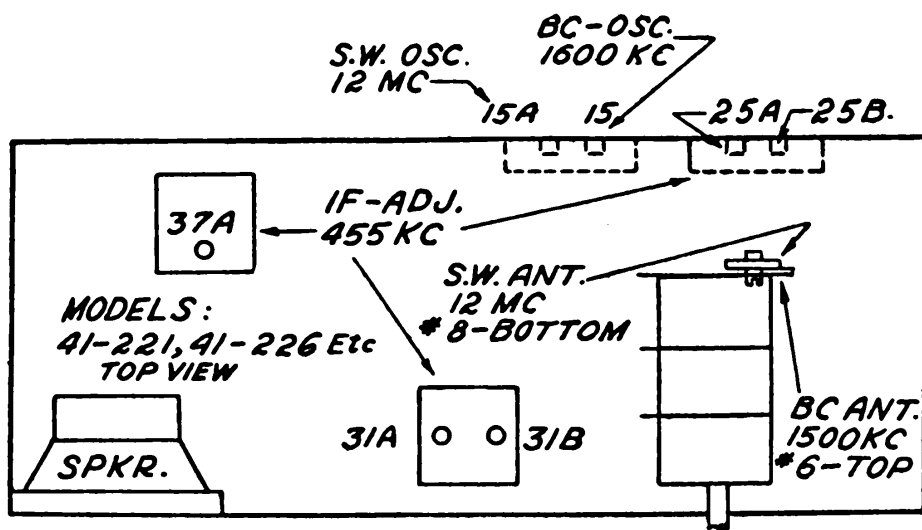 BC-OSC.
1600 KC
S.W. OSC.
12 MC
15A
15
25A
25B.
37A
IF-ADJ.
455 KC
S.W. ANT.
12 MC
#8-BOTTOM
MODELS:
41-221, 41-226 Etc
TOP VIEW
31A
31B
BC ANT.
1500KC
#6-TOP
SPKR.